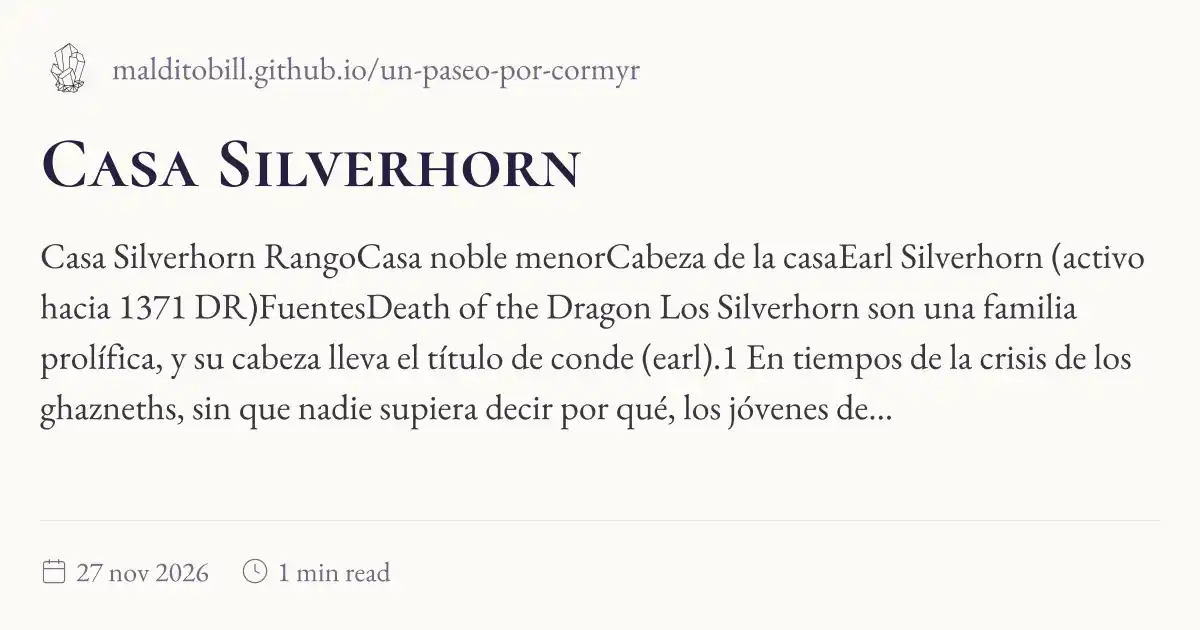 malditobill.github.io/un-paseo-por-cormyr
Casa Silverhorn
Casa Silverhorn RangoCasa noble menorCabeza de la casaEarl Silverhorn (activo
hacia 1371 DR)FuentesDeath of the Dragon Los Silverhorn son una familia
prolífica, y su cabeza lleva el título de conde (earl).1 En tiempos de la crisis de los
ghazneths, sin que nadie supiera decir por qué, los jóvenes de...
27 nov 2026
1 min read